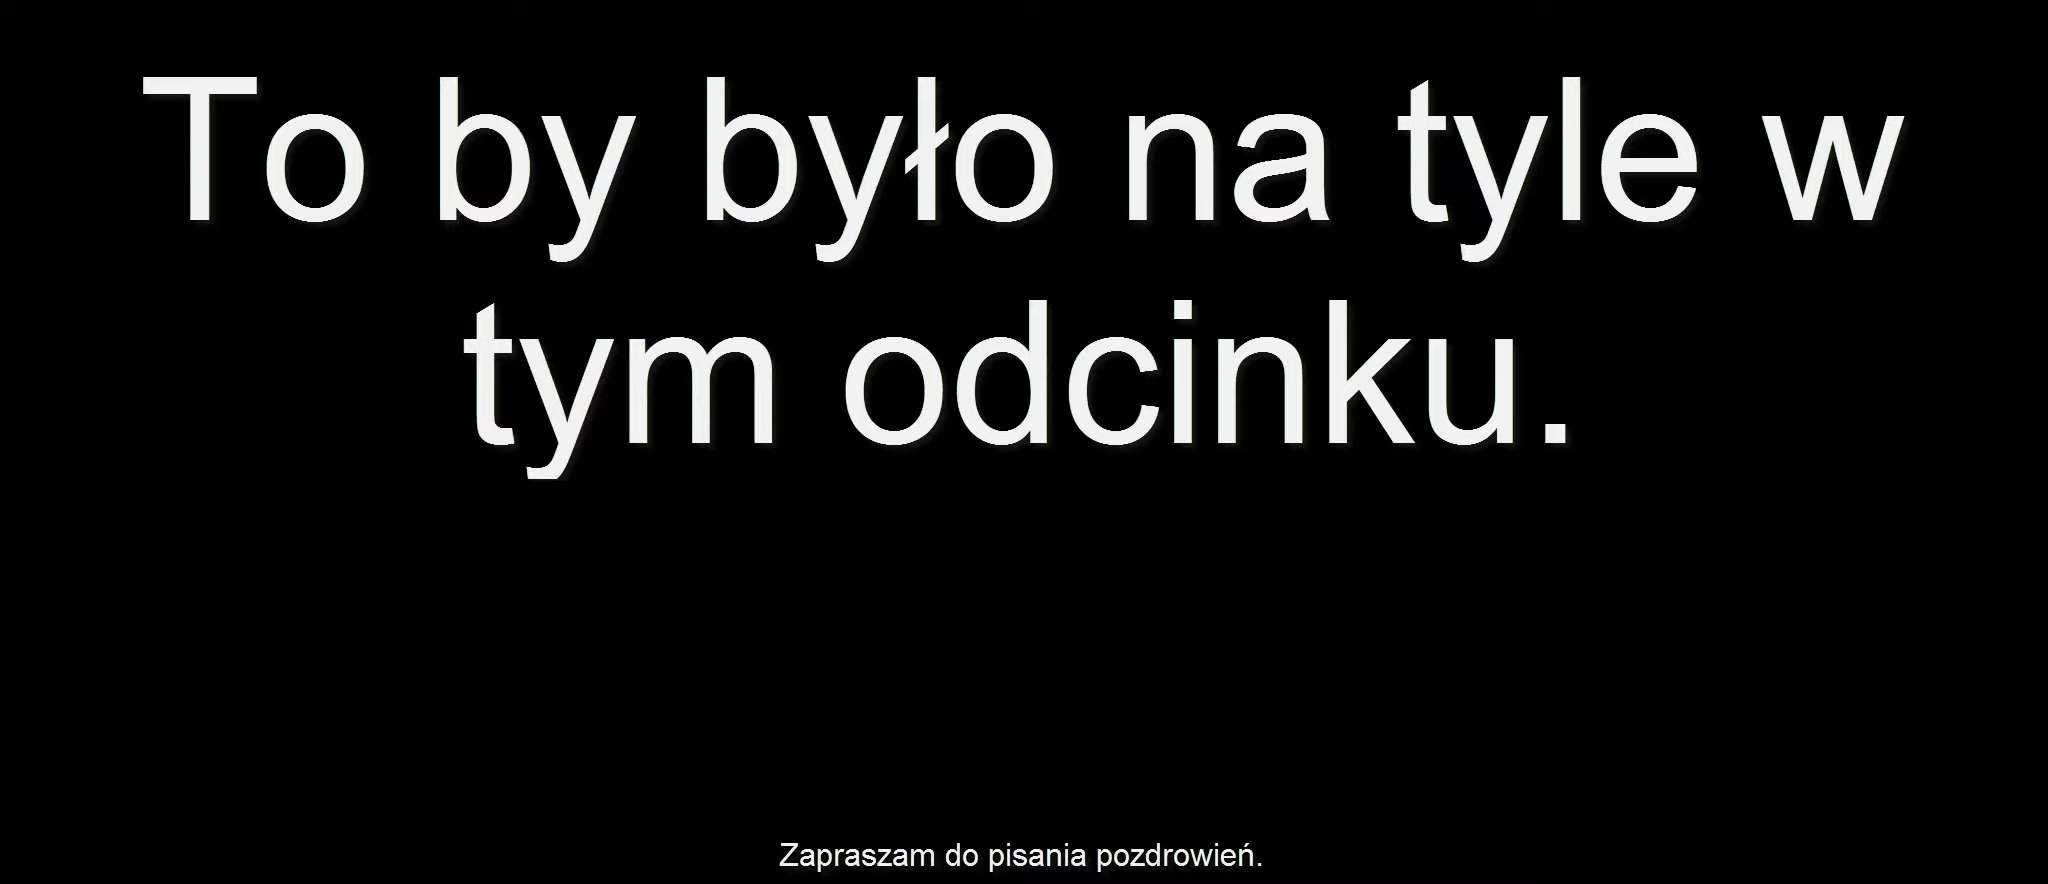 To by było na tyle w
tym odcinku.
Zapraszam do pisania pozdrowień.